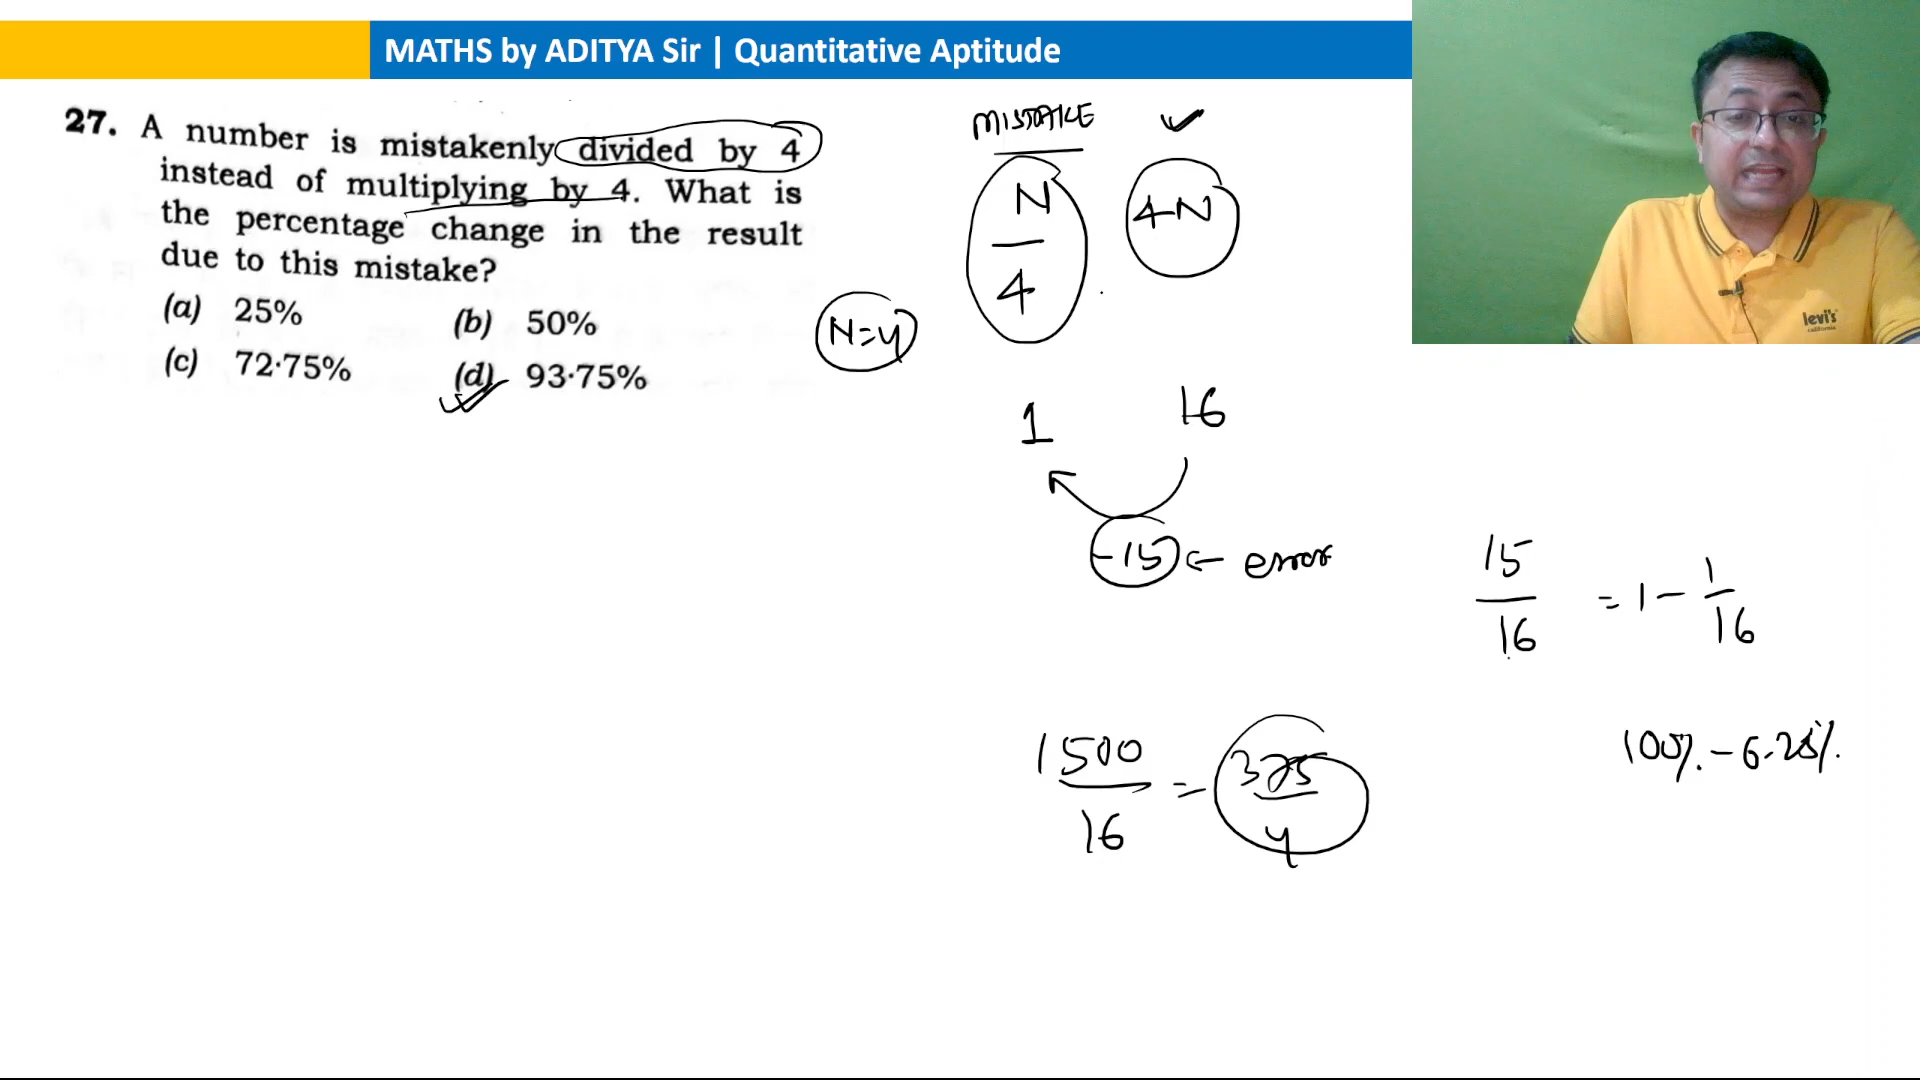 MATHS by ADITYA Sir | Quantitative Aptitude
27. A number is mistakenly divided by 4
instead of multiplying by 4. What is
the percentage change in the result
due to this mistake?
(a) 25% (b) 50%
(c) 72·75% (d) 93·75%
MISTAKE
N/4
4N
N=4
1 16
-15 ← error
15/16 = 1 - 1/16
1500/16 = 375/4
100% - 6.25%
levi's
california